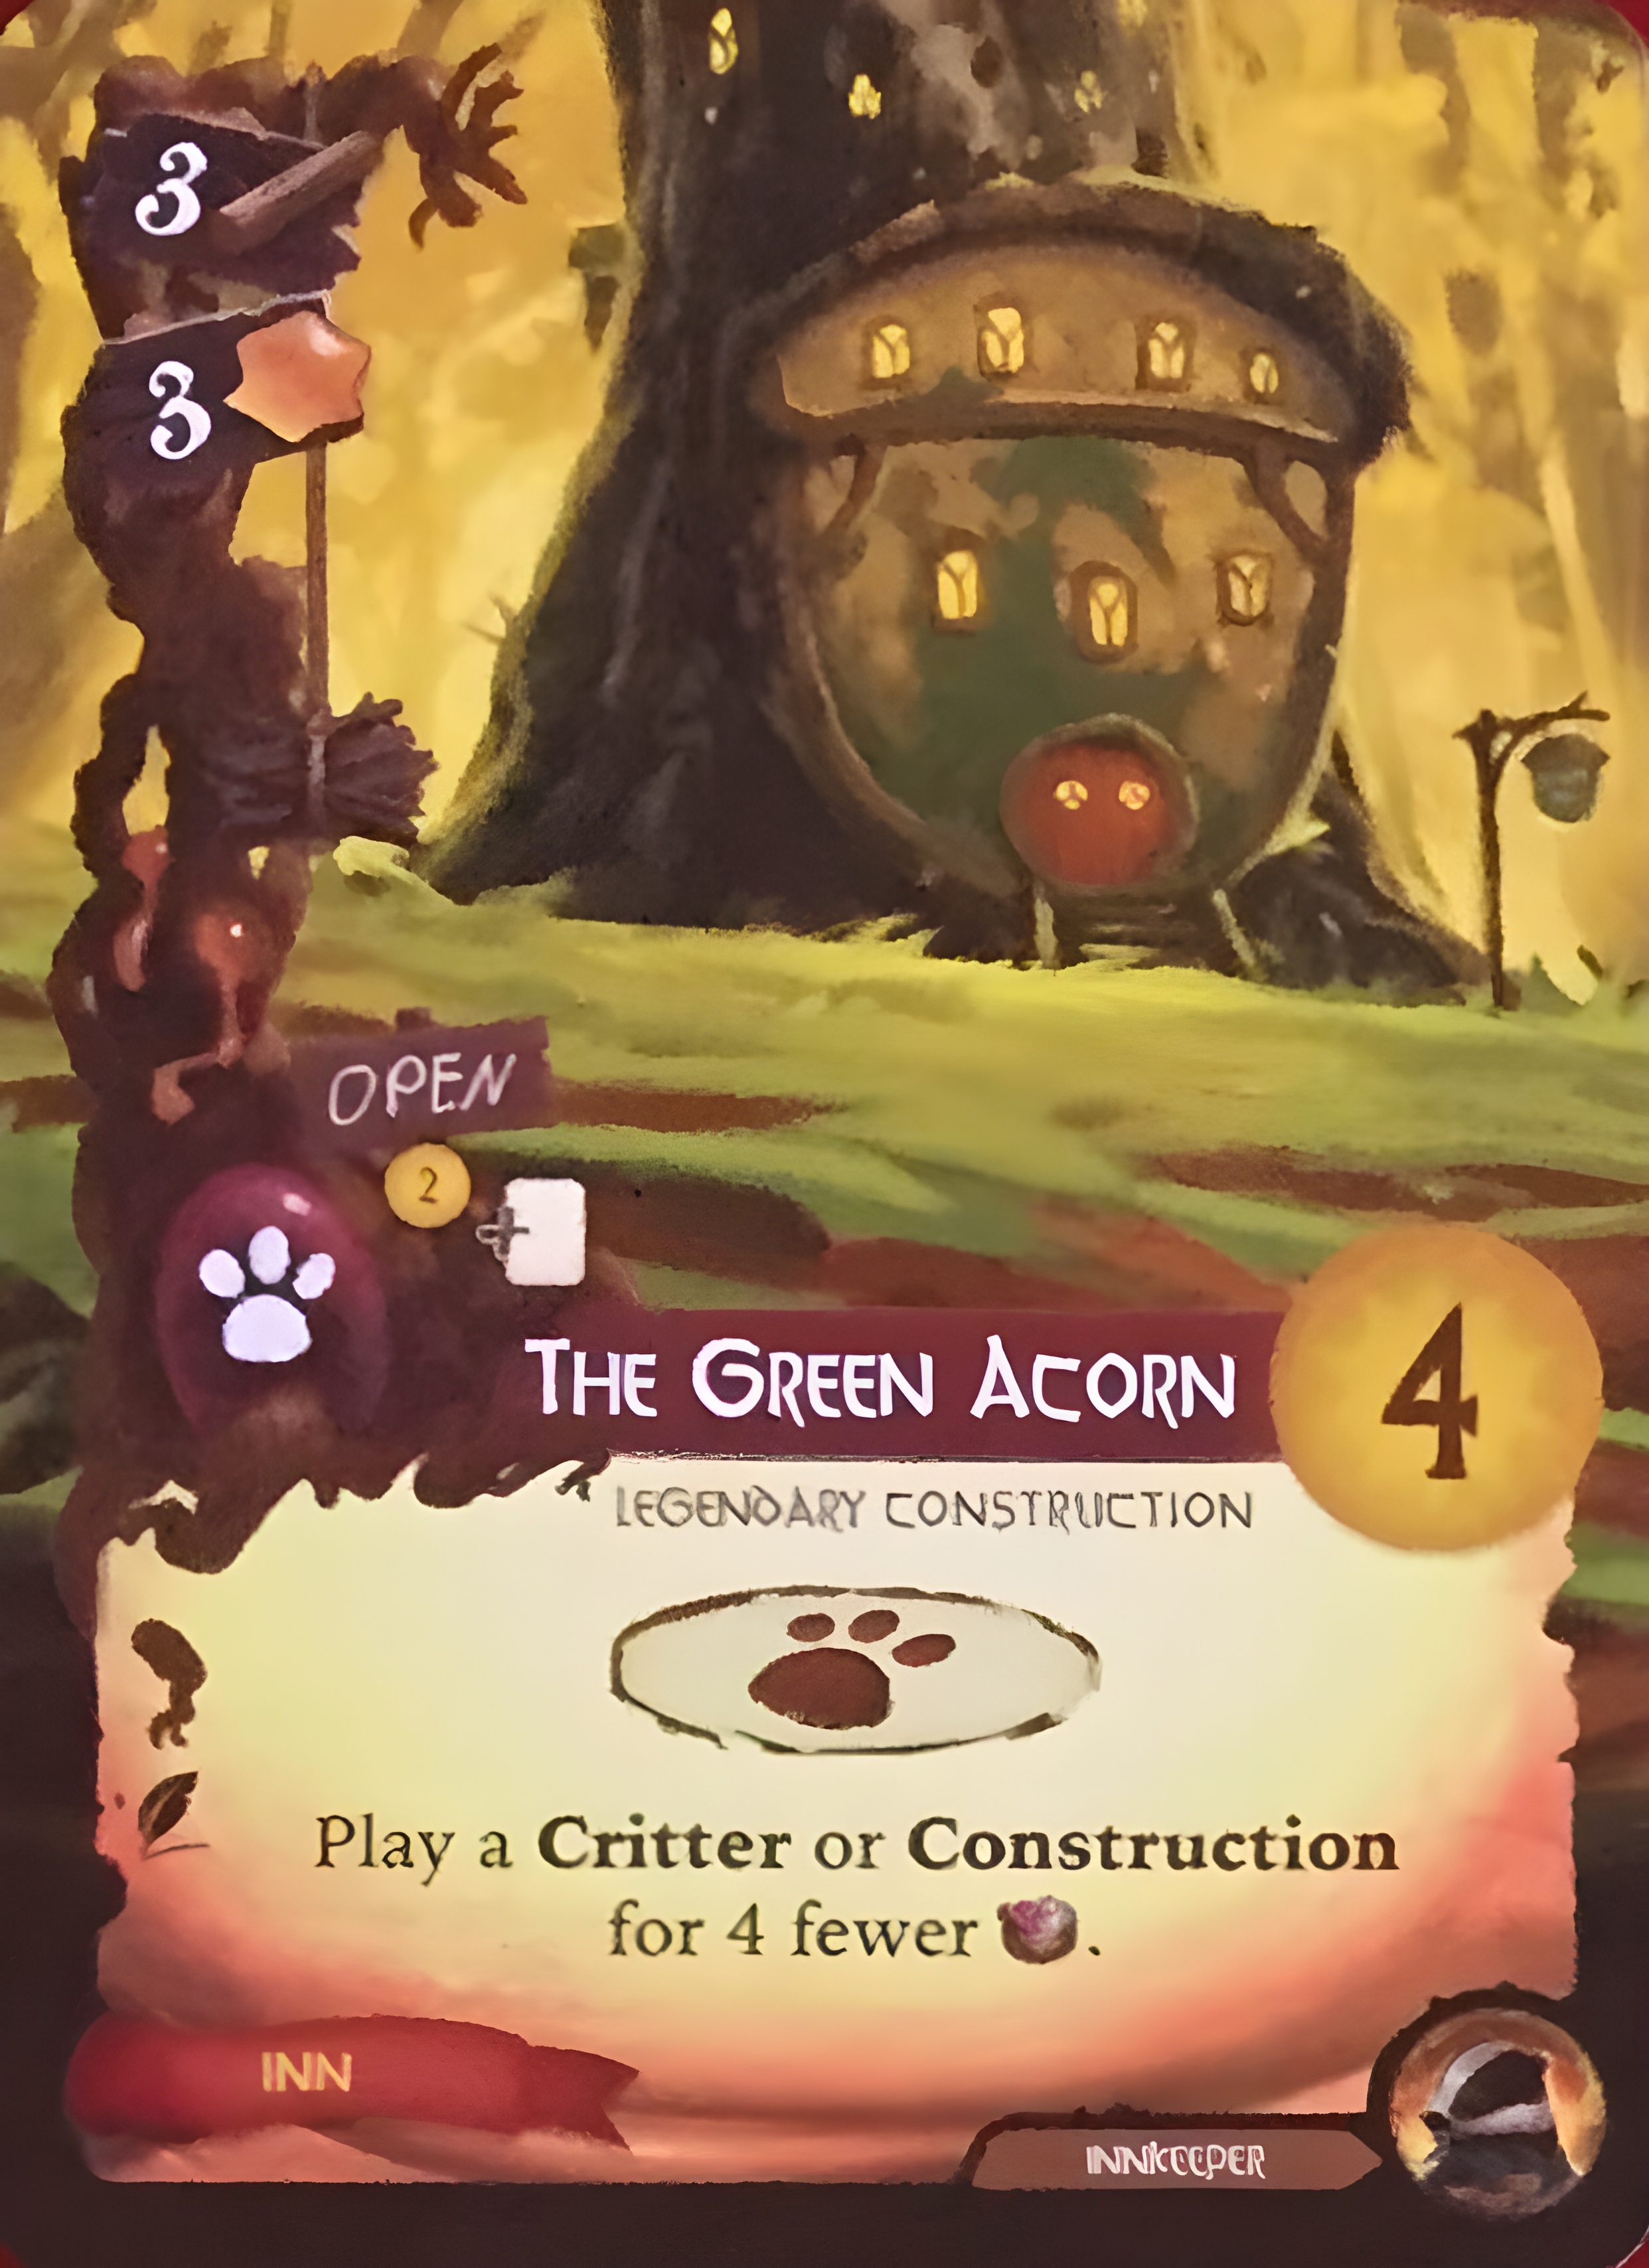 3
3
OPEN
2
+
THE GREEN ACORN
4
LEGENDARY CONSTRUCTION
Play a Critter or Construction
for 4 fewer .
INN
INNKEEPER